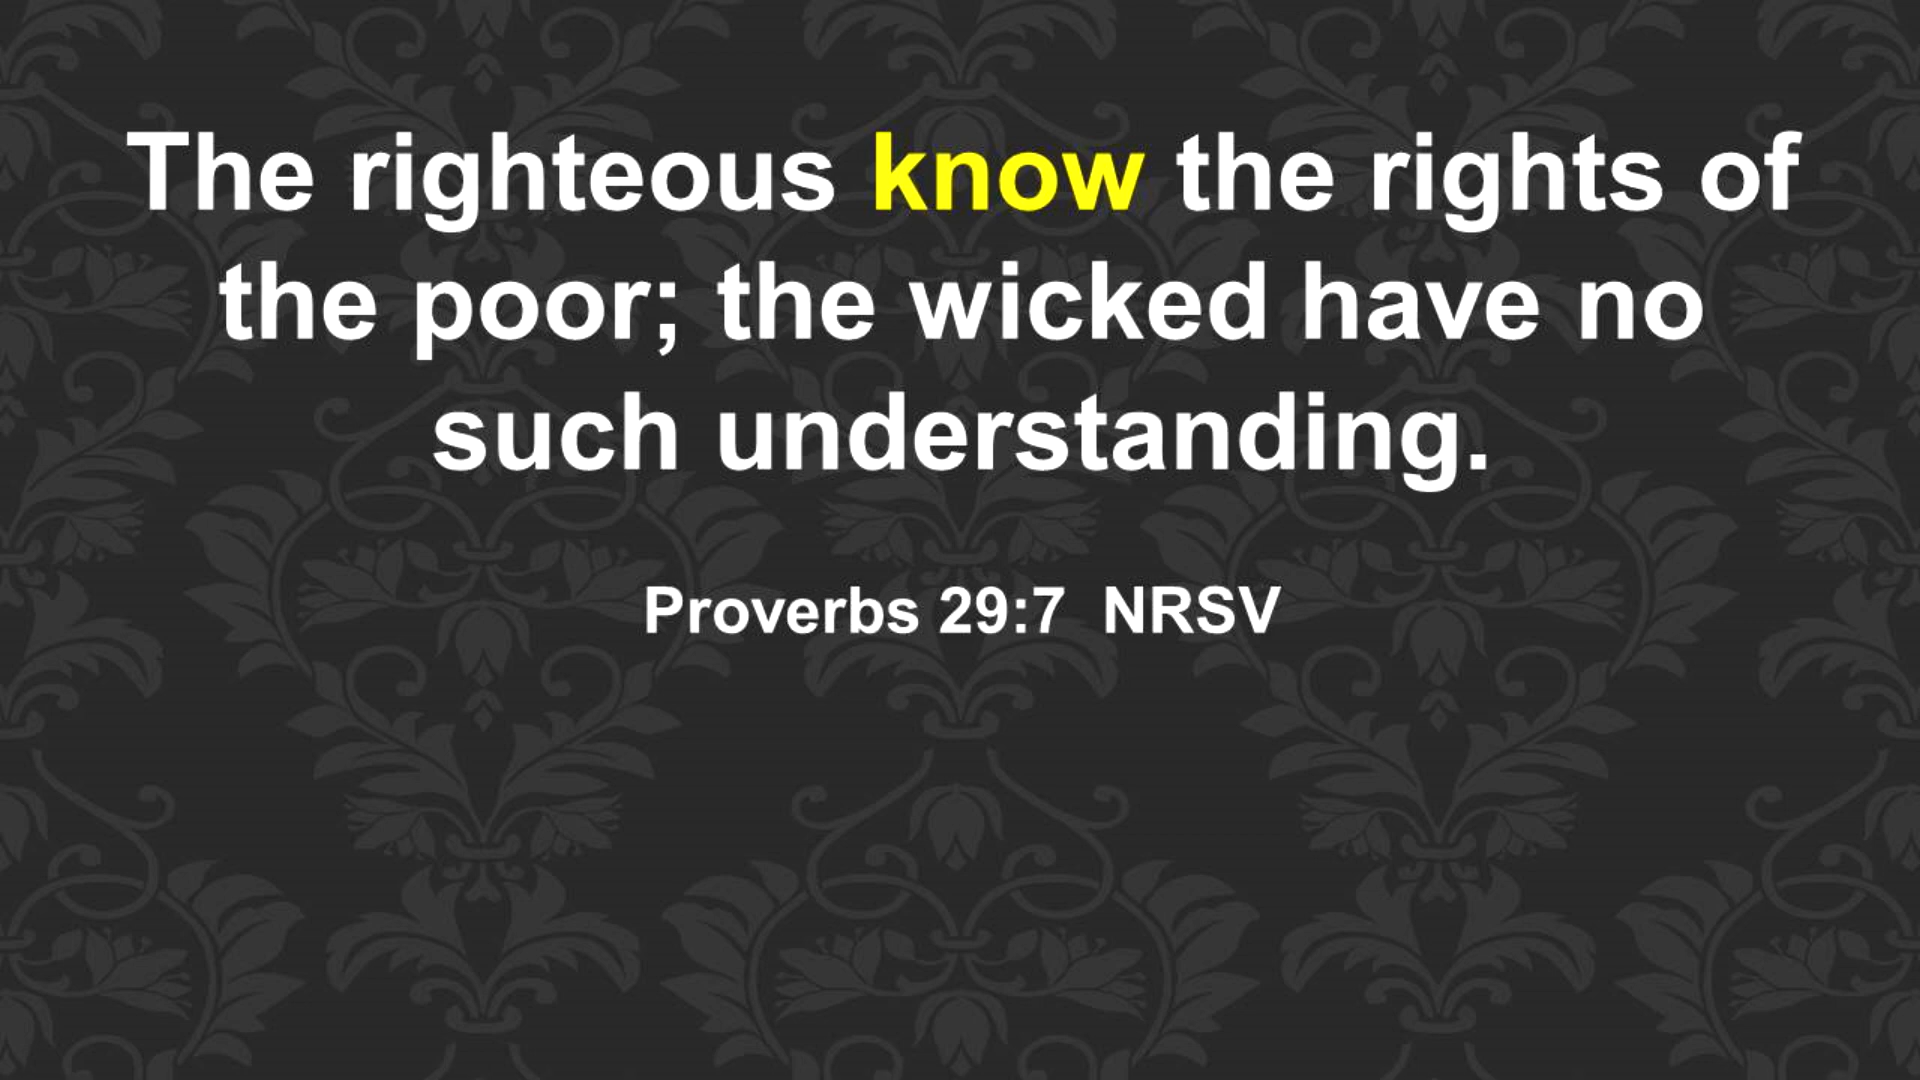 The righteous know the rights of
the poor; the wicked have no
such understanding.
Proverbs 29:7  NRSV